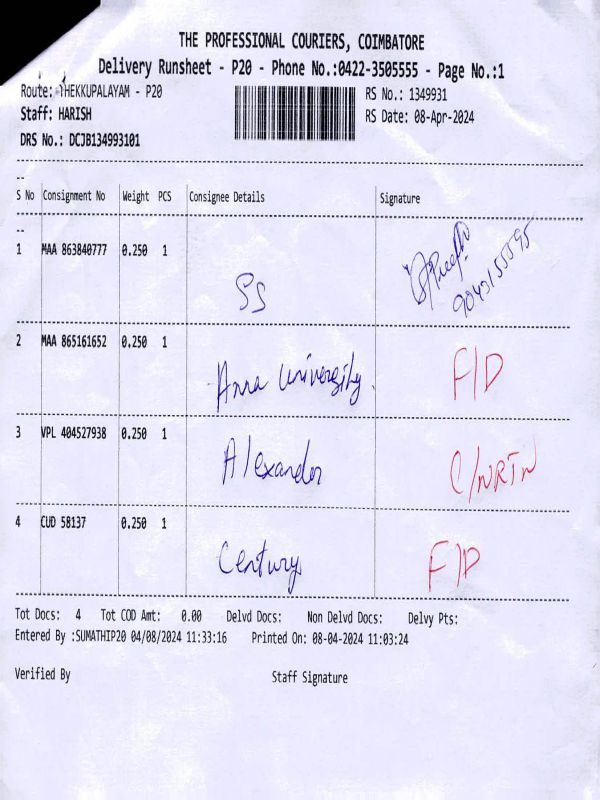 THE PROFESSIONAL COURIERS, COIMBATORE
Delivery Runsheet - P20 - Phone No.:0422-3505555 - Page No.:1
Route: THEKKUPALAYAM - P20
RS No.: 1349931
Staff: HARISH
RS Date: 08-Apr-2024
DRS No.: DCJB134993101
S No Consignment No Weight PCS Consignee Details Signature
1 MAA 863840777 0.250 1
SS
2 MAA 865161652 0.250 1
Anna University F/D
3 VPL 404527938 0.250 1
Alexander C/NRTN
4 CUD 58137 0.250 1
Century F/D
Tot Docs: 4 Tot COD Amt: 0.00 Delvd Docs: Non Delvd Docs: Delvy Pts:
Entered By :SUMATHIP20 04/08/2024 11:33:16 Printed On: 08-04-2024 11:03:24
Verified By Staff Signature